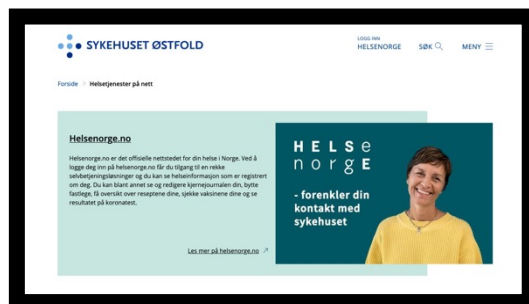 SYKEHUSET ØSTFOLD
LOGG INN
HELSENORGE
SØK
MENY
Forside > Helsetjenester på nett
Helsenorge.no
Helsenorge.no er det offisielle nettstedet for din helse i Norge. Ved å
logge deg inn på helsenorge.no får du tilgang til en rekke
selvbetjeningsløsninger og du kan se helseinformasjon som er registrert
om deg. Du kan blant annet se og redigere kjernejournalen din, bytte
fastlege, få oversikt over reseptene dine, sjekke vaksinene dine og se
resultatet på koronatest.
Les mer på helsenorge.no
HELSe
norgE
- forenkler din
kontakt med
sykehuset